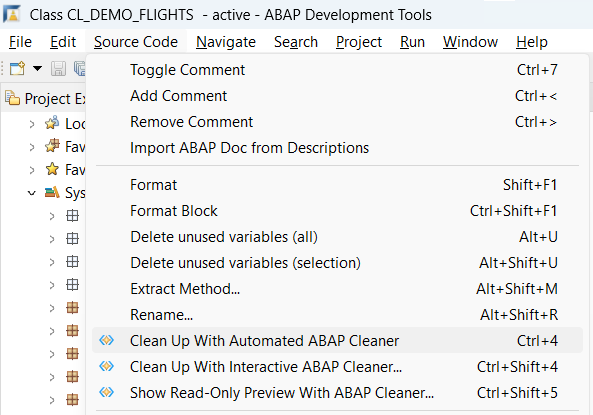 Class CL_DEMO_FLIGHTS - active - ABAP Development Tools
File Edit Source Code Navigate Search Project Run Window Help
Toggle Comment Ctrl+7
Project Ex
Add Comment Ctrl+<
Loc
Remove Comment Ctrl+>
Fav
Import ABAP Doc from Descriptions
Fav
Sys
Format Shift+F1
Format Block Ctrl+Shift+F1
Delete unused variables (all) Alt+U
Delete unused variables (selection) Alt+Shift+U
Extract Method... Alt+Shift+M
Rename... Alt+Shift+R
Clean Up With Automated ABAP Cleaner Ctrl+4
Clean Up With Interactive ABAP Cleaner... Ctrl+Shift+4
Show Read-Only Preview With ABAP Cleaner... Ctrl+Shift+5